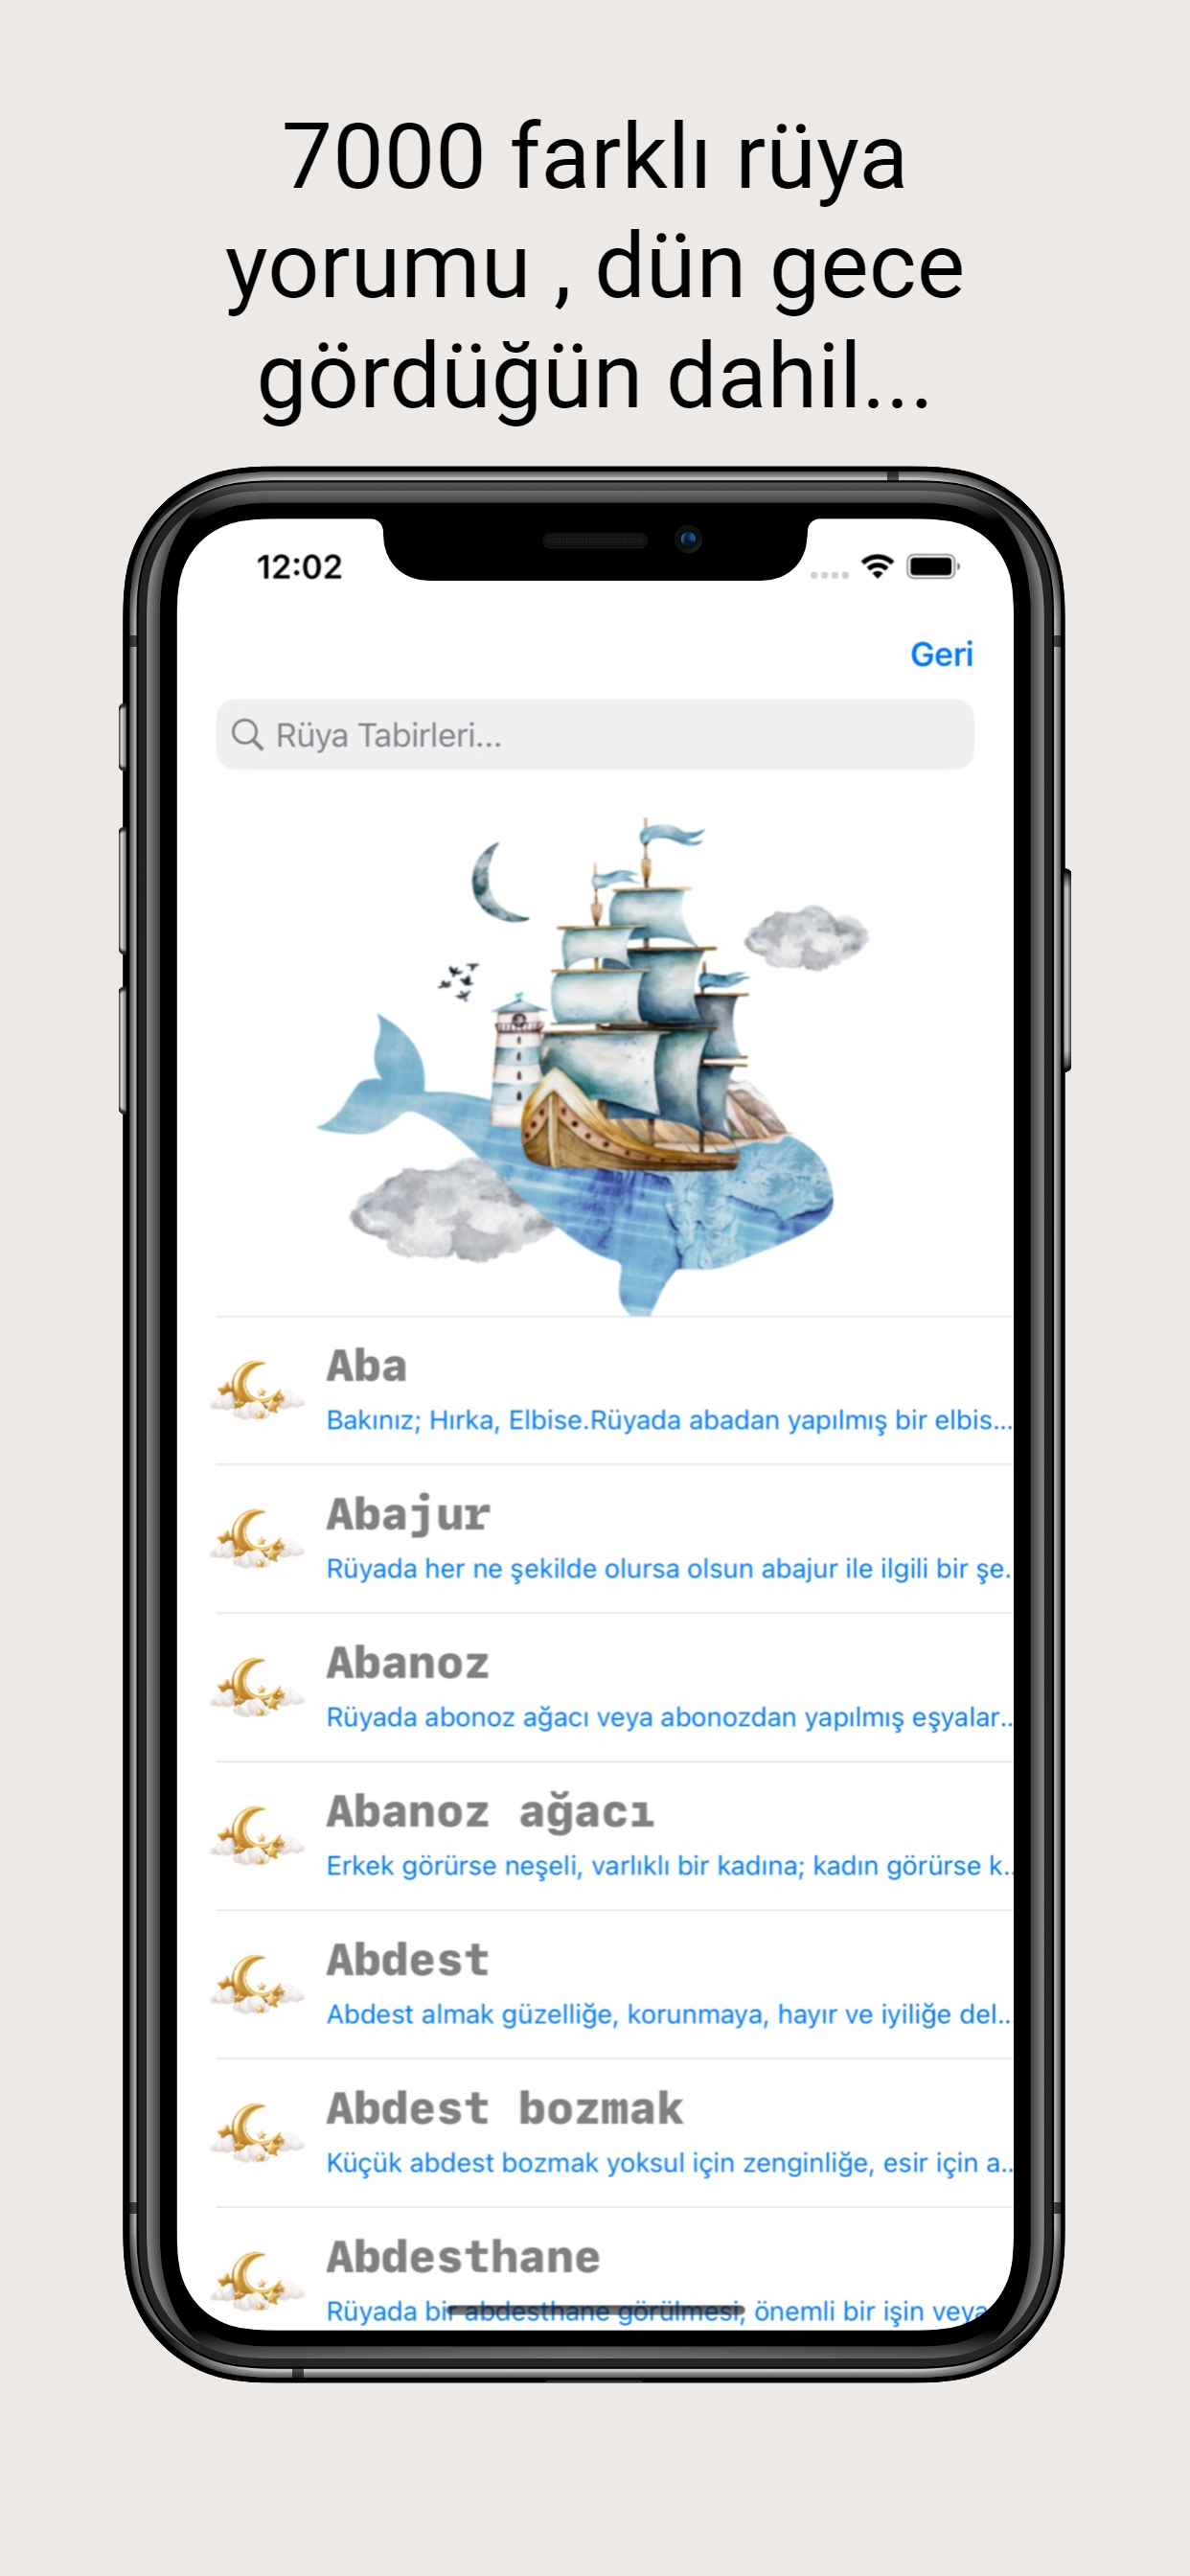 7000 farklı rüya
yorumu , dün gece
gördüğün dahil...
12:02
Geri
Rüya Tabirleri...
Aba
Bakınız; Hırka, Elbise.Rüyada abadan yapılmış bir elbis...
Abajur
Rüyada her ne şekilde olursa olsun abajur ile ilgili bir şe.
Abanoz
Rüyada abonoz ağacı veya abonozdan yapılmış eşyalar..
Abanoz ağacı
Erkek görürse neşeli, varlıklı bir kadına; kadın görürse k..
Abdest
Abdest almak güzelliğe, korunmaya, hayır ve iyiliğe del..
Abdest bozmak
Küçük abdest bozmak yoksul için zenginliğe, esir için a..
Abdesthane
Rüyada bir abdesthane görülmesi; önemli bir işin veya